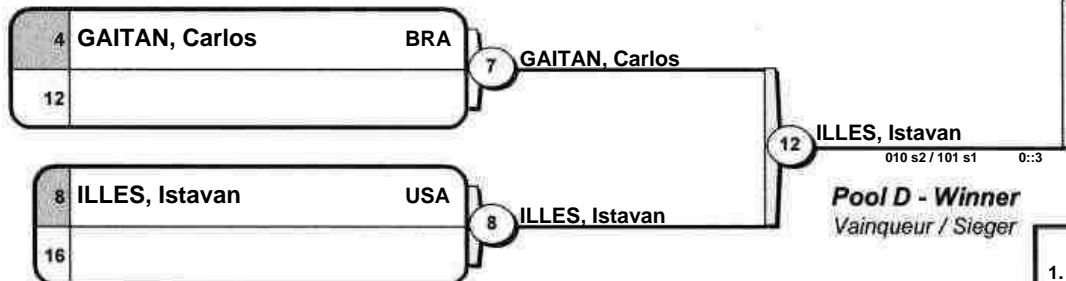 4 GAITAN, Carlos BRA
12
7 GAITAN, Carlos
8 ILLES, Istavan USA
16
8 ILLES, Istavan
12 ILLES, Istavan
010 s2 / 101 s1 0::3
Pool D - Winner
Vainqueur / Sieger
1.